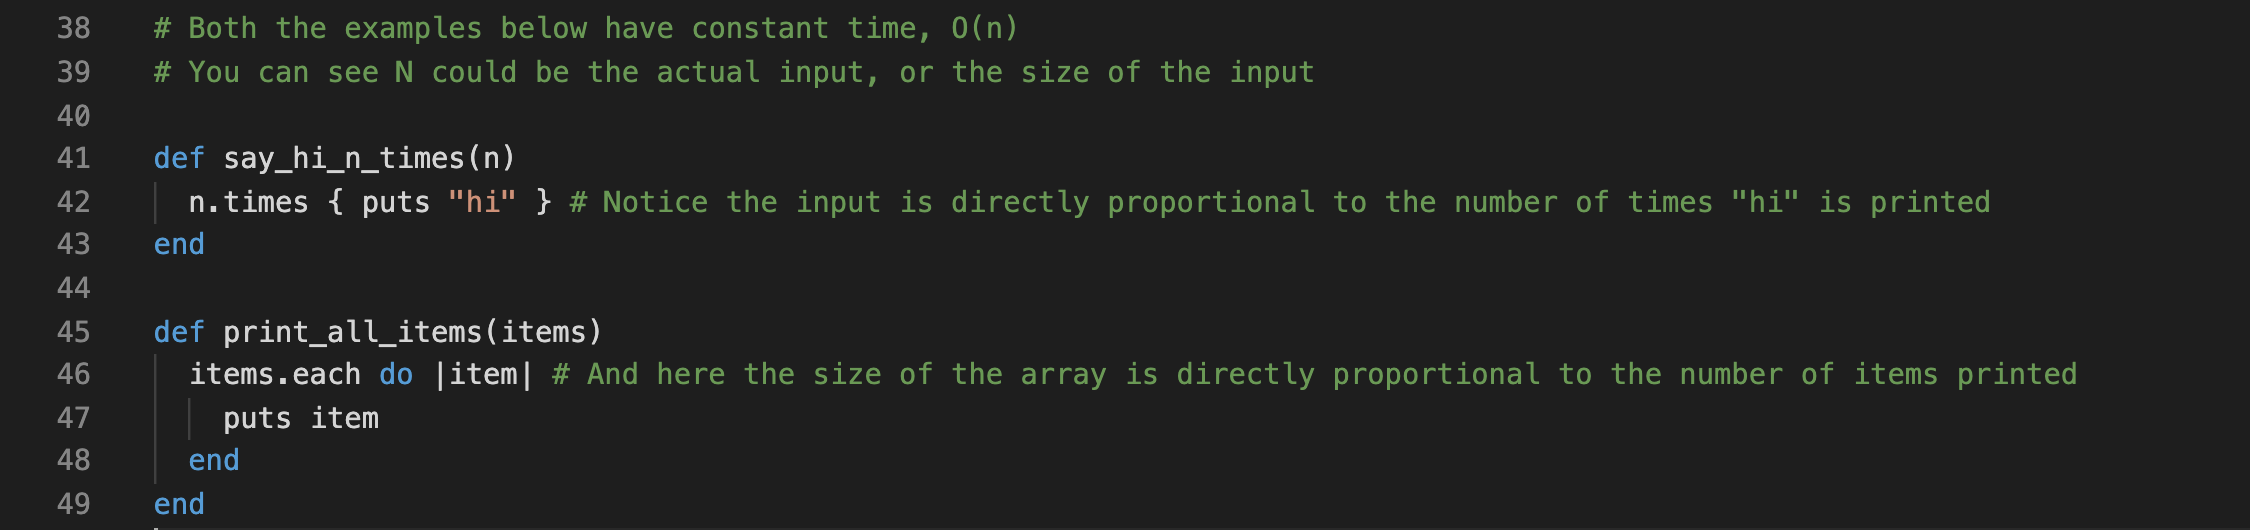 38 # Both the examples below have constant time, O(n)
39 # You can see N could be the actual input, or the size of the input
40
41 def say_hi_n_times(n)
42   n.times { puts "hi" } # Notice the input is directly proportional to the number of times "hi" is printed
43 end
44
45 def print_all_items(items)
46   items.each do |item| # And here the size of the array is directly proportional to the number of items printed
47     puts item
48   end
49 end